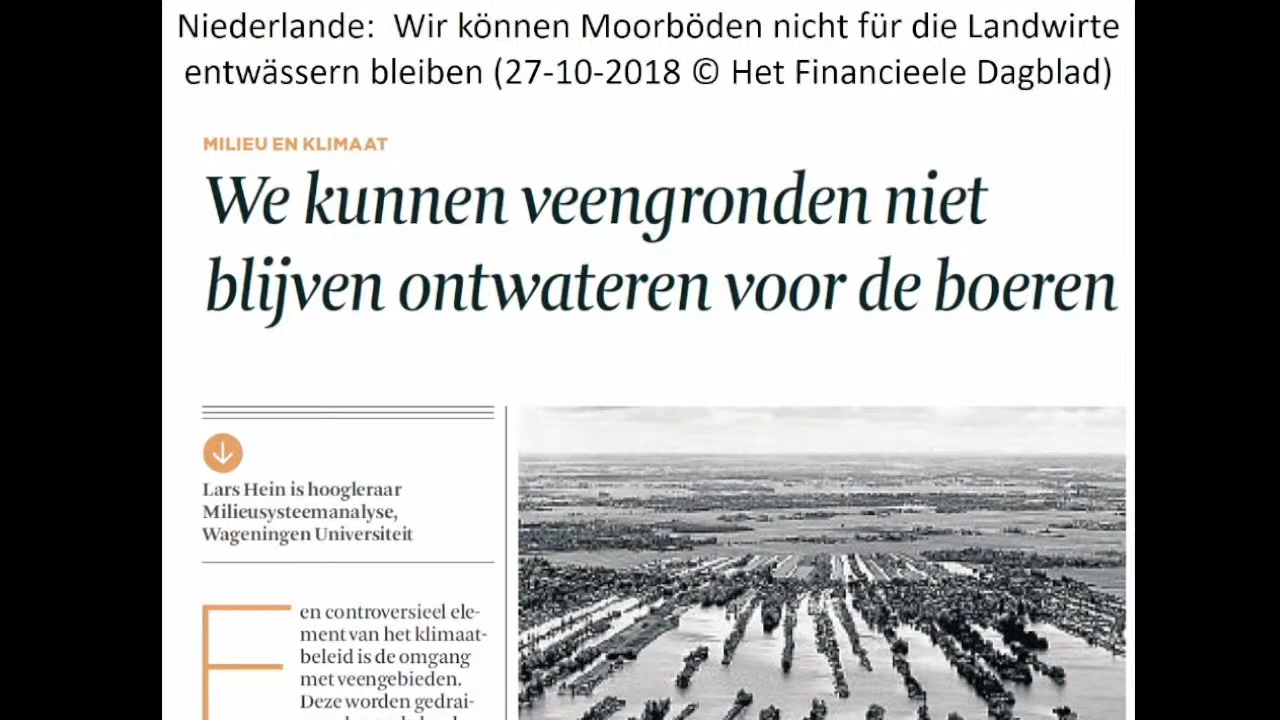 Niederlande:  Wir können Moorböden nicht für die Landwirte
entwässern bleiben (27-10-2018 © Het Financieele Dagblad)
MILIEU EN KLIMAAT
We kunnen veengronden niet
blijven ontwateren voor de boeren
Lars Hein is hoogleraar
Milieusysteemanalyse,
Wageningen Universiteit
Een controversieel ele-
ment van het klimaat-
beleid is de omgang
met veengebieden.
Deze worden gedrai-